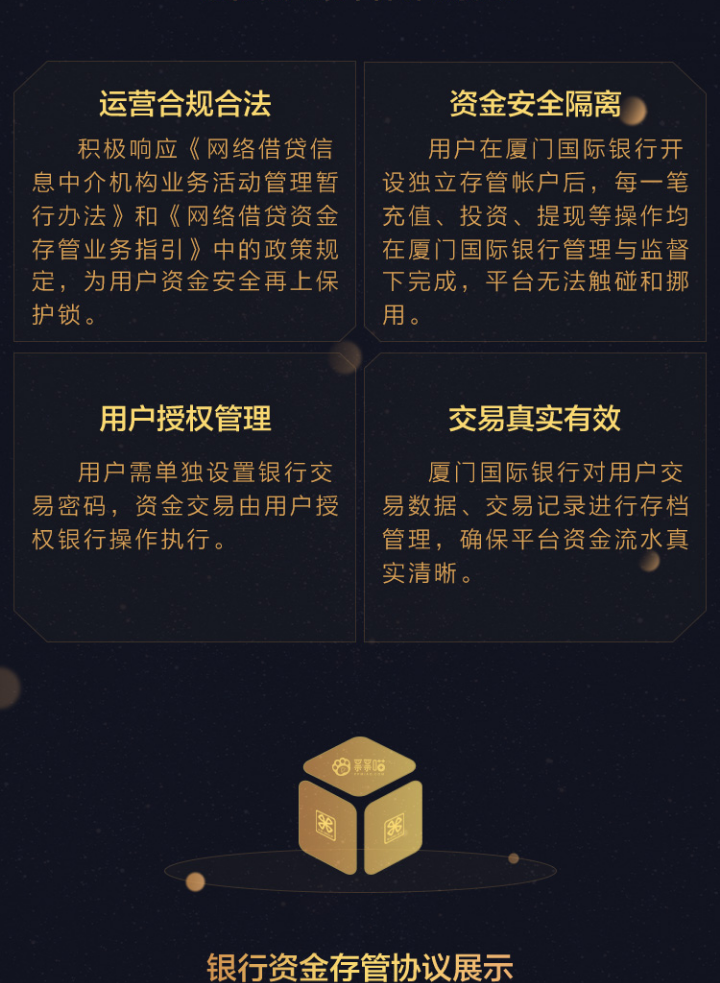 运营合规合法
积极响应《网络借贷信
息中介机构业务活动管理暂
行办法》和《网络借贷资金
存管业务指引》中的政策规
定，为用户资金安全再上保
护锁。
资金安全隔离
用户在厦门国际银行开
设独立存管帐户后，每一笔
充值、投资、提现等操作均
在厦门国际银行管理与监督
下完成，平台无法触碰和挪
用。
用户授权管理
用户需单独设置银行交
易密码，资金交易由用户授
权银行操作执行。
交易真实有效
厦门国际银行对用户交
易数据、交易记录进行存档
管理，确保平台资金流水真
实清晰。
银行资金存管协议展示